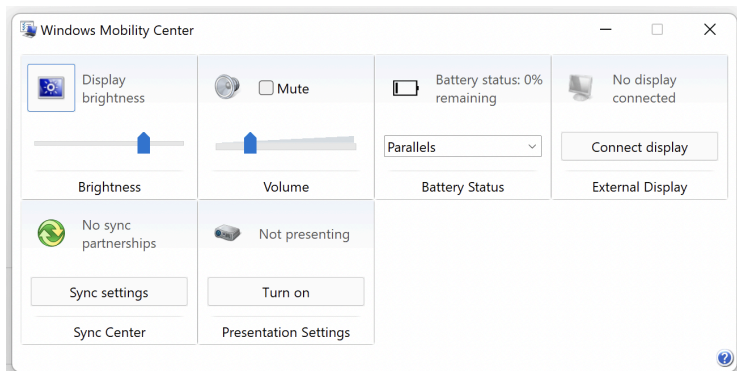 Windows Mobility Center
Display
brightness
Brightness
Mute
Volume
Battery status: 0%
remaining
Parallels
Battery Status
No display
connected
Connect display
External Display
No sync
partnerships
Sync settings
Sync Center
Not presenting
Turn on
Presentation Settings
?